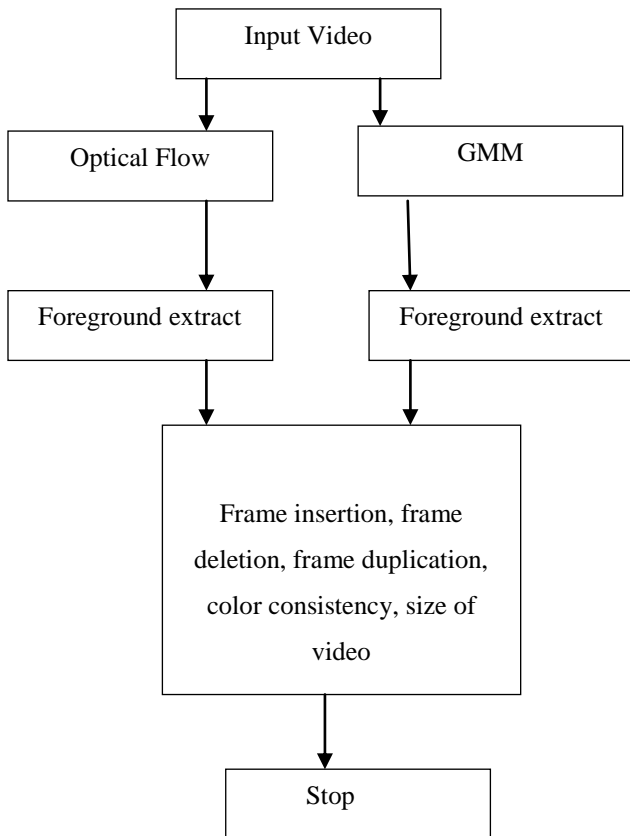 Input Video
Optical Flow
GMM
Foreground extract
Foreground extract
Frame insertion, frame
deletion, frame duplication,
color consistency, size of
video
Stop